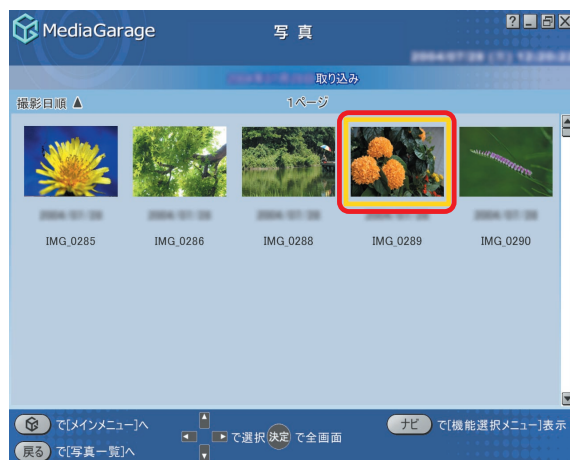 MediaGarage
写 真
取り込み
撮影日順 ▲
1ページ
IMG_0285
IMG_0286
IMG_0288
IMG_0289
IMG_0290
で[メインメニュー]へ
で選択 決定 で全画面
ナビ で[機能選択メニュー]表示
戻る で[写真一覧]へ